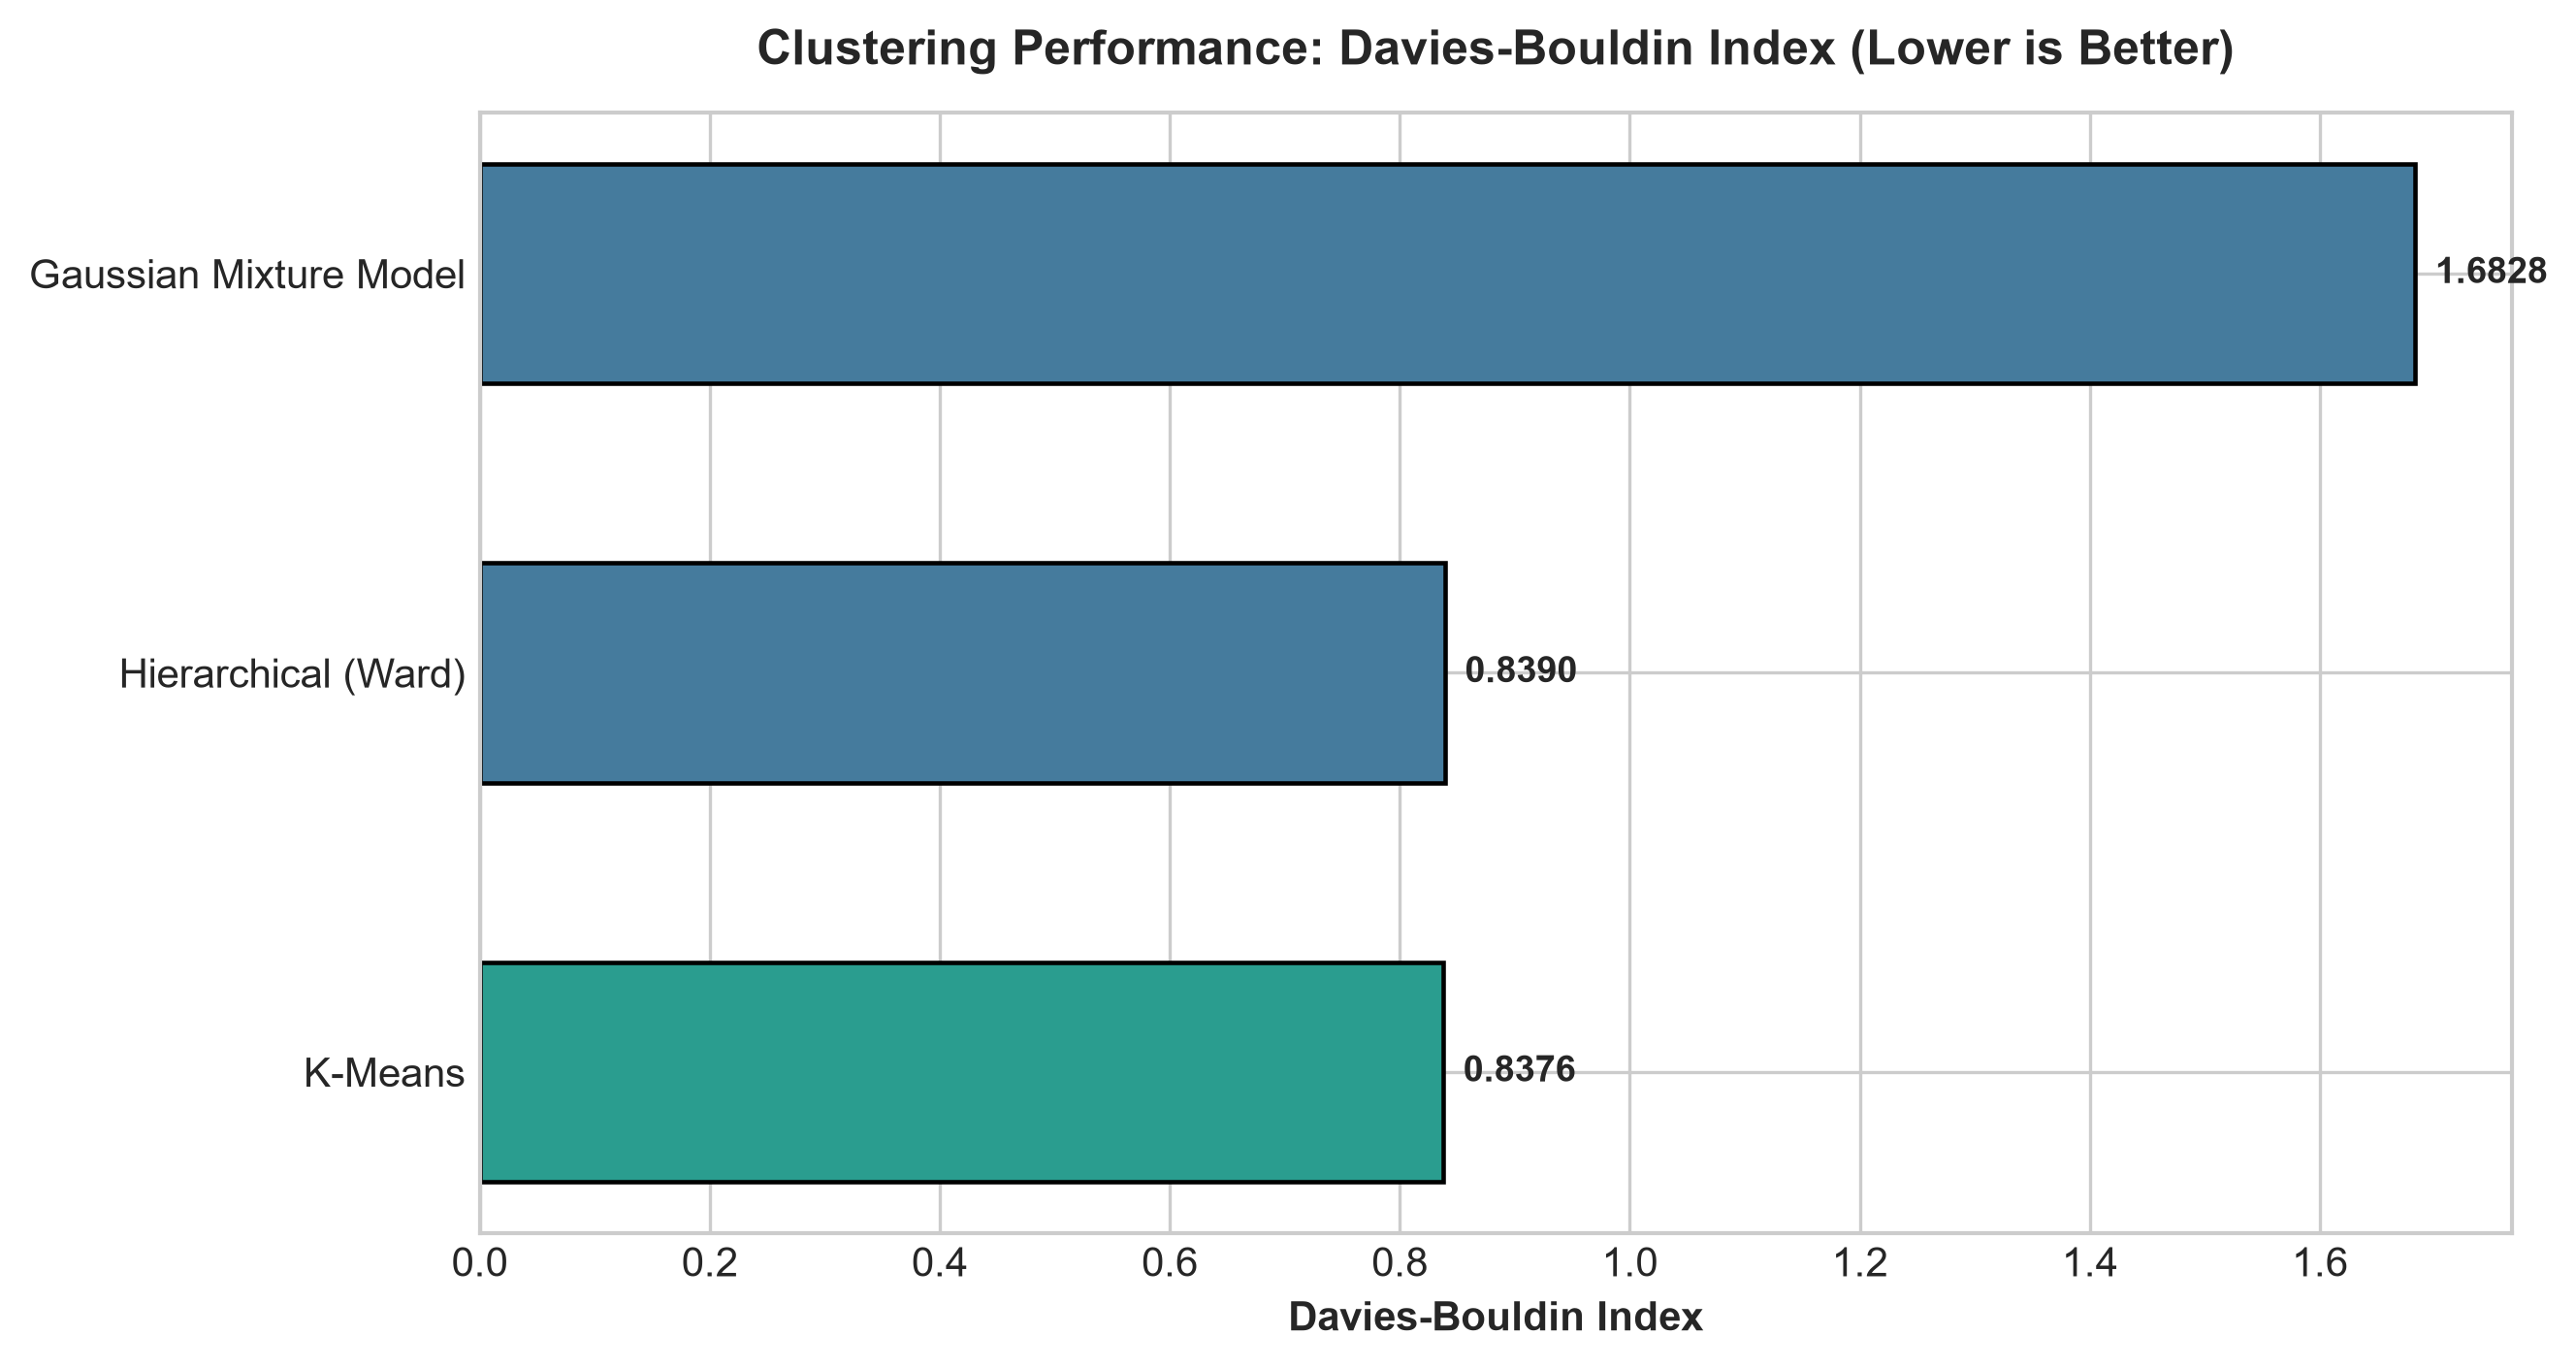 Clustering Performance: Davies-Bouldin Index (Lower is Better)
Gaussian Mixture Model
1.6828
Hierarchical (Ward)
0.8390
K-Means
0.8376
0.0 0.2 0.4 0.6 0.8 1.0 1.2 1.4 1.6
Davies-Bouldin Index